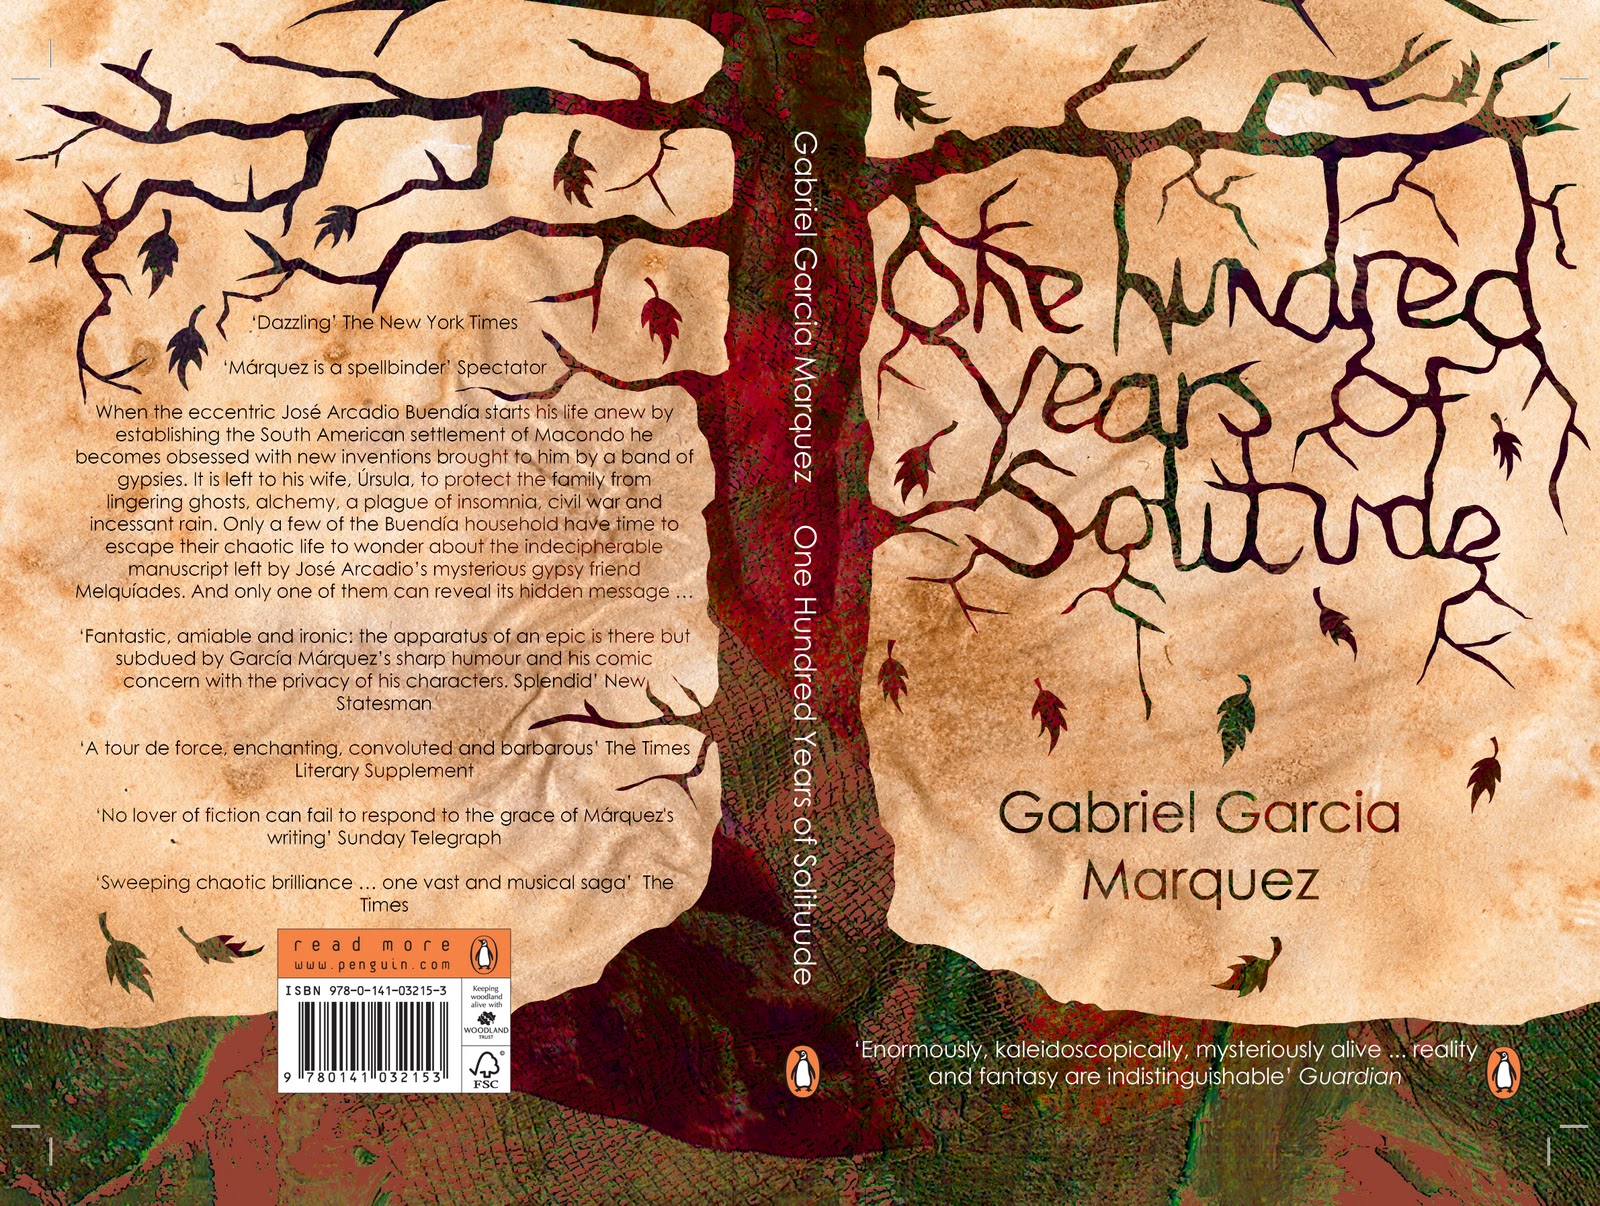 'Dazzling' The New York Times
'Márquez is a spellbinder' Spectator
When the eccentric José Arcadio Buendía starts his life anew by
establishing the South American settlement of Macondo he
becomes obsessed with new inventions brought to him by a band of
gypsies. It is left to his wife, Úrsula, to protect the family from
lingering ghosts, alchemy, a plague of insomnia, civil war and
incessant rain. Only a few of the Buendía household have time to
escape their chaotic life to wonder about the indecipherable
manuscript left by José Arcadio's mysterious gypsy friend
Melquíades. And only one of them can reveal its hidden message ...
'Fantastic, amiable and ironic: the apparatus of an epic is there but
subdued by García Márquez's sharp humour and his comic
concern with the privacy of his characters. Splendid' New
Statesman
'A tour de force, enchanting, convoluted and barbarous' The Times
Literary Supplement
'No lover of fiction can fail to respond to the grace of Márquez's
writing' Sunday Telegraph
'Sweeping chaotic brilliance ... one vast and musical saga' The
Times
read more
www.penguin.com
ISBN 978-0-141-03215-3
9 780141 032153
Keeping
woodland
alive with
WOODLAND
TRUST
©
FSC
Gabriel Garcia Marquez One Hundred Years of Solituude
One hundred
years of
Solitude
Gabriel Garcia
Marquez
'Enormously, kaleidoscopically, mysteriously alive ... reality
and fantasy are indistinguishable' Guardian